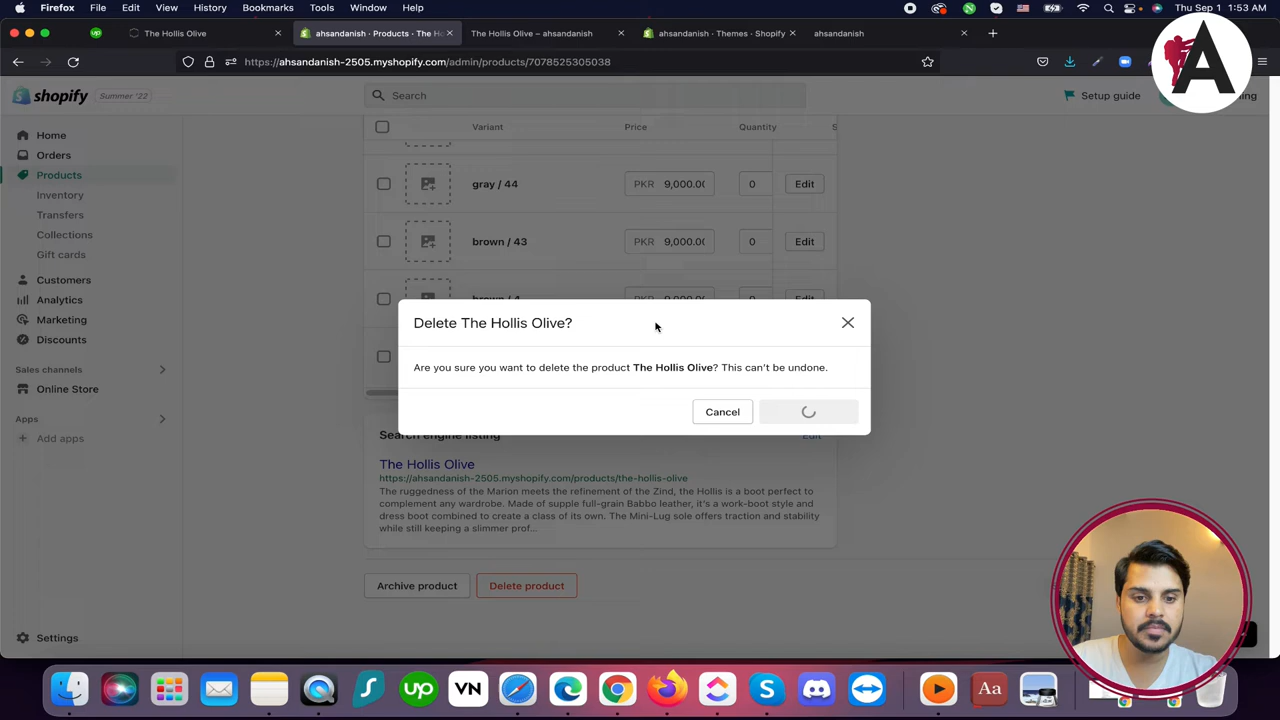 Firefox File Edit View History Bookmarks Tools Window Help Thu Sep 1 1:53 AM
The Hollis Olive ahsandanish · Products · The Ho The Hollis Olive – ahsandanish ahsandanish · Themes · Shopify ahsandanish
https://ahsandanish-2505.myshopify.com/admin/products/7078525305038
shopify Summer '22 Search Setup guide
Home
Orders
Products
Inventory
Transfers
Collections
Gift cards
Customers
Analytics
Marketing
Discounts
Sales channels
Online Store
Apps
Add apps
Settings
Variant Price Quantity S
gray / 44 PKR 9,000.0( 0 Edit
brown / 43 PKR 9,000.0( 0 Edit
Delete The Hollis Olive?
Are you sure you want to delete the product The Hollis Olive? This can't be undone.
Cancel
Search engine listing Edit
The Hollis Olive
https://ahsandanish-2505.myshopify.com/products/the-hollis-olive
The ruggedness of the Marion meets the refinement of the Zind, the Hollis is a boot perfect to
complement any wardrobe. Made of supple full-grain Babbo leather, it's a work-boot style and
dress boot combined to create a class of its own. The Mini-Lug sole offers traction and stability
while still keeping a slimmer prof...
Archive product Delete product
up VN Aa